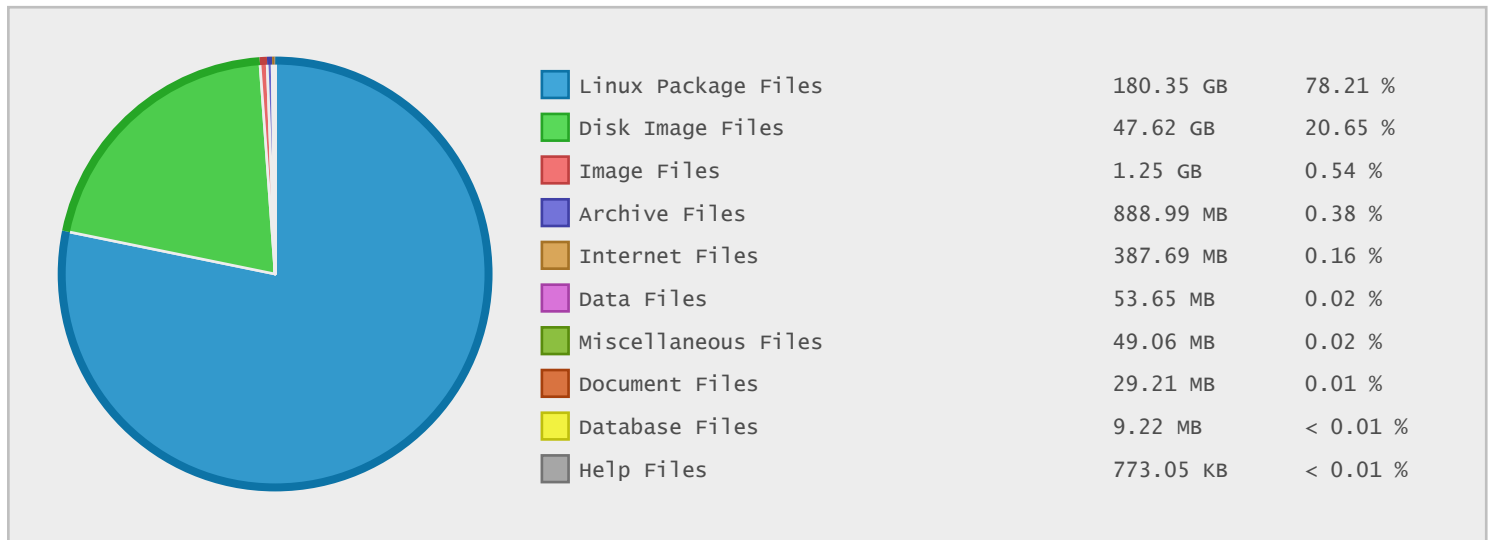 Linux Package Files 180.35 GB 78.21 %
Disk Image Files 47.62 GB 20.65 %
Image Files 1.25 GB 0.54 %
Archive Files 888.99 MB 0.38 %
Internet Files 387.69 MB 0.16 %
Data Files 53.65 MB 0.02 %
Miscellaneous Files 49.06 MB 0.02 %
Document Files 29.21 MB 0.01 %
Database Files 9.22 MB < 0.01 %
Help Files 773.05 KB < 0.01 %